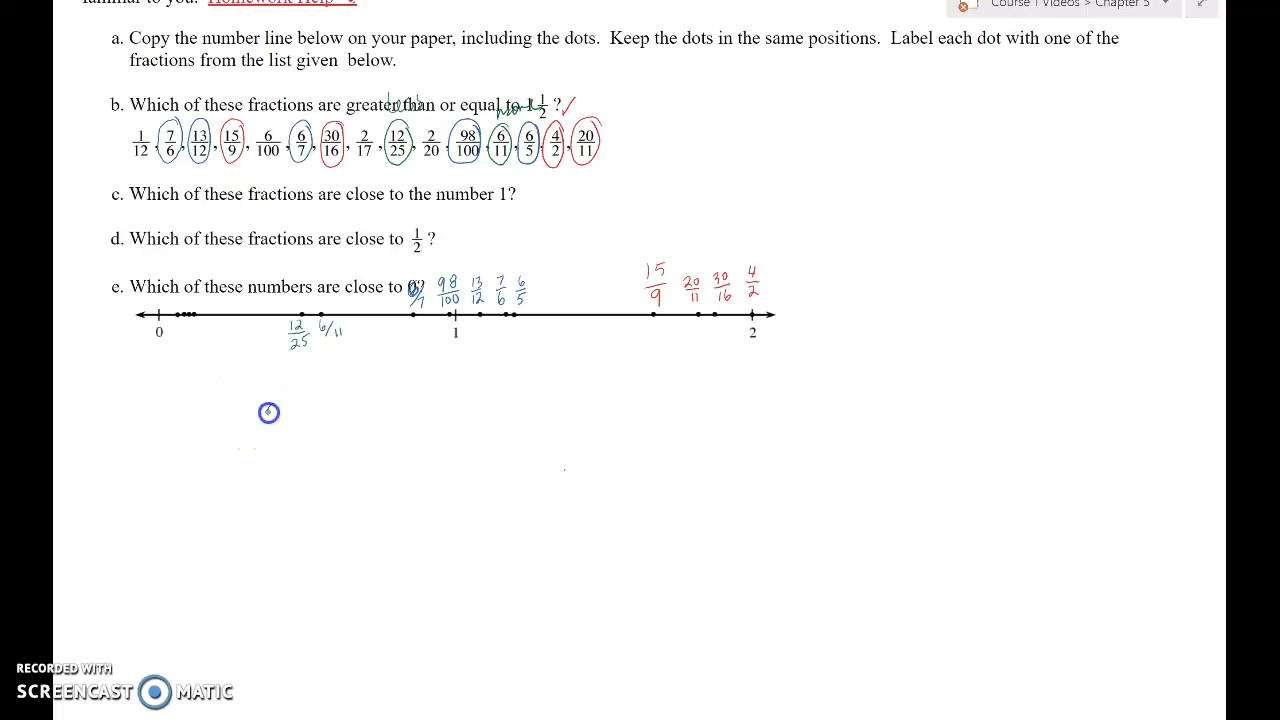 familiar to you. Homework Help
Course 1 Videos > Chapter 5
a. Copy the number line below on your paper, including the dots. Keep the dots in the same positions. Label each dot with one of the
fractions from the list given below.
b. Which of these fractions are greater than or equal to 1 1/2 ? ✓
less more
1/12, 7/6, 13/12, 15/9, 6/100, 6/7, 30/16, 2/17, 12/25, 2/20, 98/100, 6/11, 6/5, 4/2, 20/11
c. Which of these fractions are close to the number 1?
d. Which of these fractions are close to 1/2 ?
e. Which of these numbers are close to 0?
6/7 98/100 13/12 7/6 6/5 15/9 20/11 30/16 4/2
0 12/25 6/11 1 2
RECORDED WITH
SCREENCAST MATIC